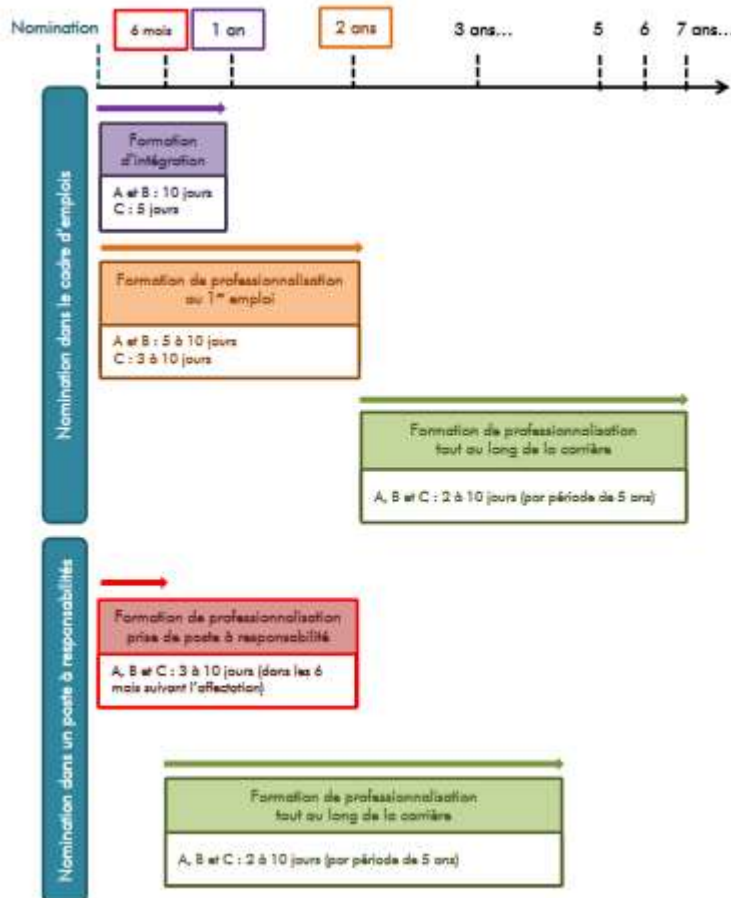 Nomination
6 mois
1 an
2 ans
3 ans...
5
6
7 ans...
Nomination dans le cadre d'emplois
Formation
d'intégration
A et B : 10 jours
C : 5 jours
Formation de professionnalisation
au 1er emploi
A et B : 5 à 10 jours
C : 3 à 10 jours
Formation de professionnalisation
tout au long de la carrière
A, B et C : 2 à 10 jours (par période de 5 ans)
Nomination dans un poste à responsabilités
Formation de professionnalisation
prise de poste à responsabilité
A, B et C : 3 à 10 jours (dans les 6
mois suivant l'affectation)
Formation de professionnalisation
tout au long de la carrière
A, B et C : 2 à 10 jours (par période de 5 ans)